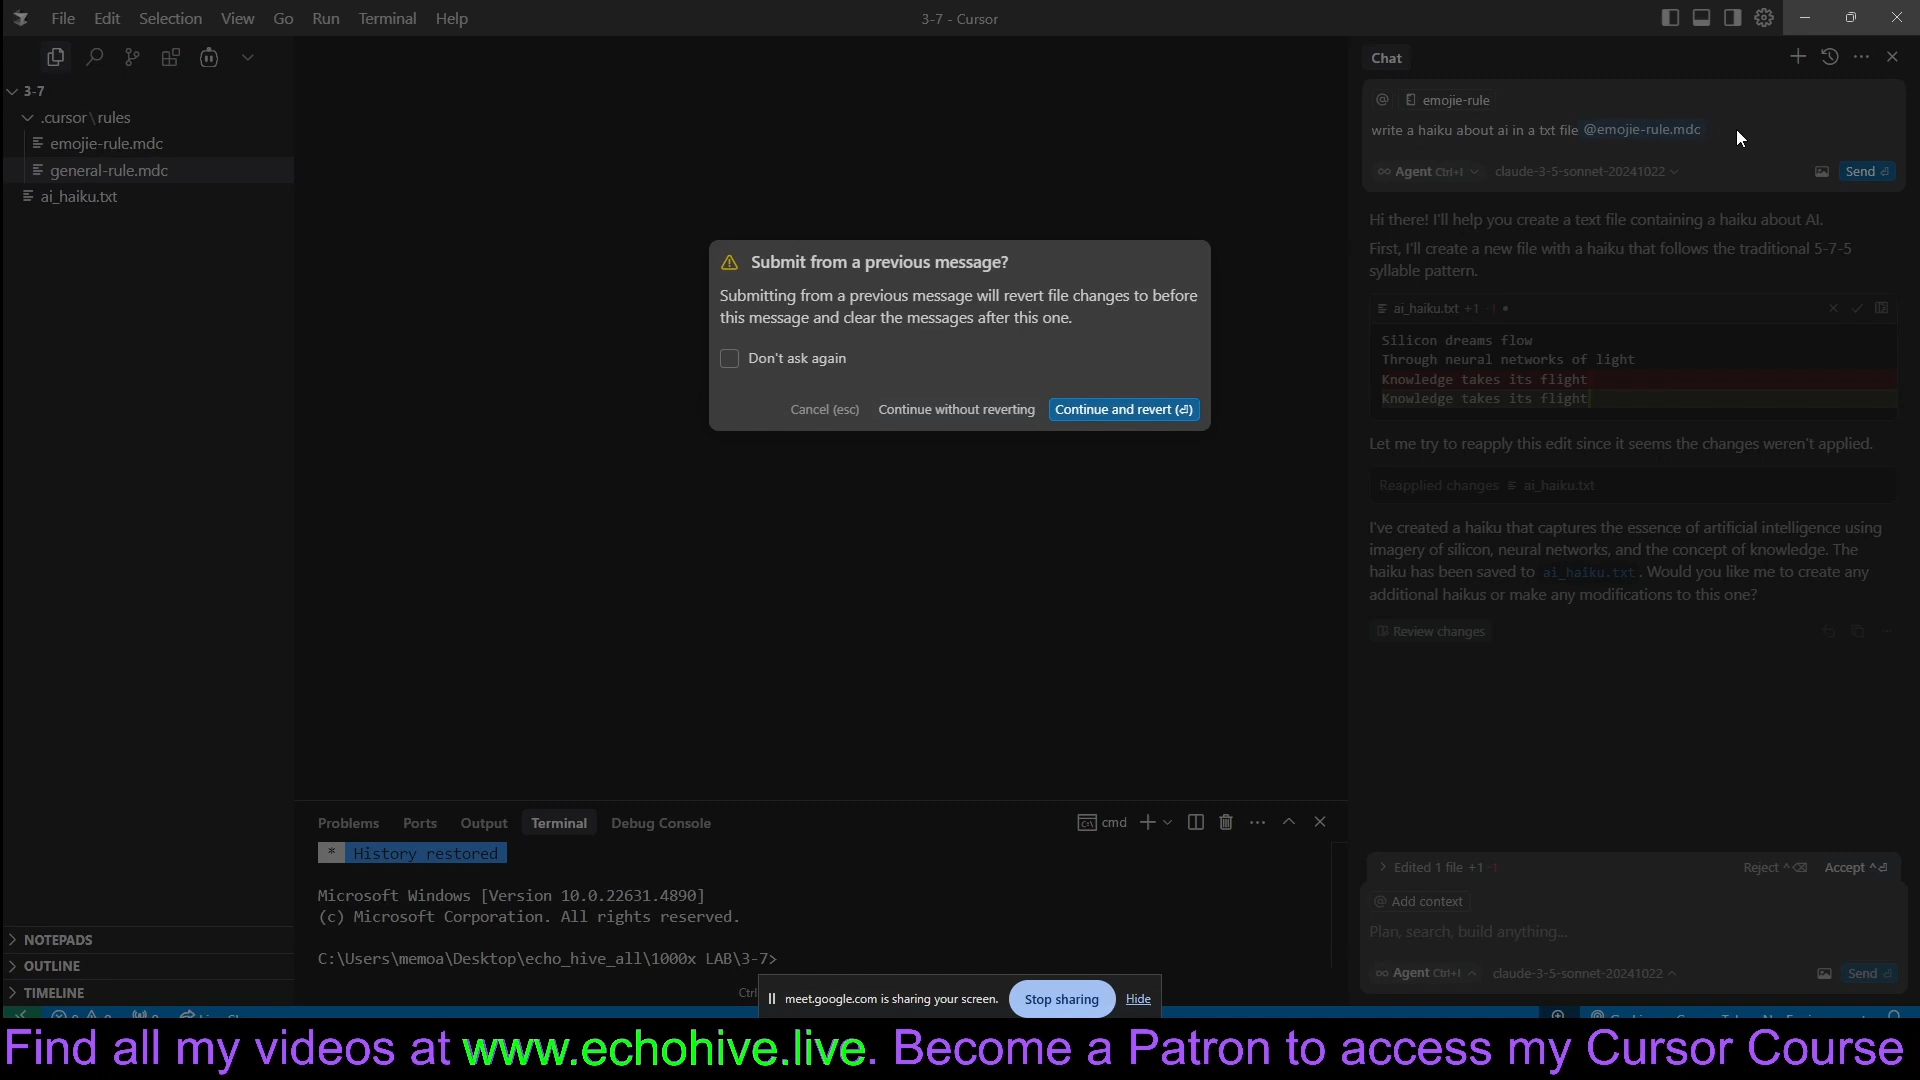 File Edit Selection View Go Run Terminal Help
3-7 - Cursor
3-7
.cursor\rules
emojie-rule.mdc
general-rule.mdc
ai_haiku.txt
NOTEPADS
OUTLINE
TIMELINE
Submit from a previous message?
Submitting from a previous message will revert file changes to before
this message and clear the messages after this one.
Don't ask again
Cancel (esc) Continue without reverting Continue and revert (⏎)
Problems Ports Output Terminal Debug Console
cmd
* History restored
Microsoft Windows [Version 10.0.22631.4890]
(c) Microsoft Corporation. All rights reserved.
C:\Users\memoa\Desktop\echo_hive_all\1000x LAB\3-7>
meet.google.com is sharing your screen. Stop sharing Hide
Chat
@ emojie-rule
write a haiku about ai in a txt file @emojie-rule.mdc
∞ Agent Ctrl+I claude-3-5-sonnet-20241022 Send ⏎
Hi there! I'll help you create a text file containing a haiku about AI.
First, I'll create a new file with a haiku that follows the traditional 5-7-5
syllable pattern.
ai_haiku.txt +1 -1 •
Silicon dreams flow
Through neural networks of light
Knowledge takes its flight
Knowledge takes its flight
Let me try to reapply this edit since it seems the changes weren't applied.
Reapplied changes ai_haiku.txt
I've created a haiku that captures the essence of artificial intelligence using
imagery of silicon, neural networks, and the concept of knowledge. The
haiku has been saved to ai_haiku.txt. Would you like me to create any
additional haikus or make any modifications to this one?
Review changes
Edited 1 file +1 -1 Reject ^⌫ Accept ^⏎
@ Add context
Plan, search, build anything...
∞ Agent Ctrl+I claude-3-5-sonnet-20241022 Send ⏎
Find all my videos at www.echohive.live. Become a Patron to access my Cursor Course